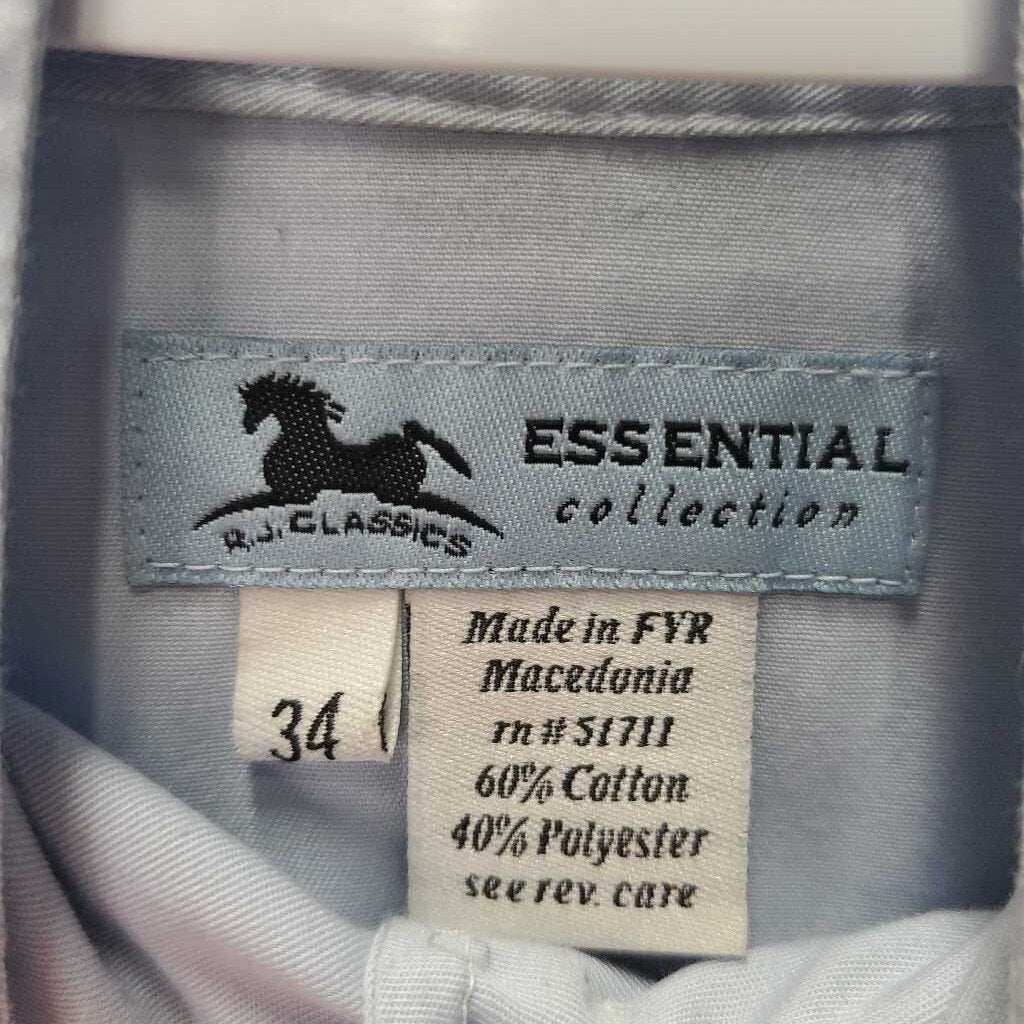 R.J. CLASSICS
ESSENTIAL
collection
34
Made in FYR
Macedonia
rn # 51711
60% Cotton
40% Polyester
see rev. care